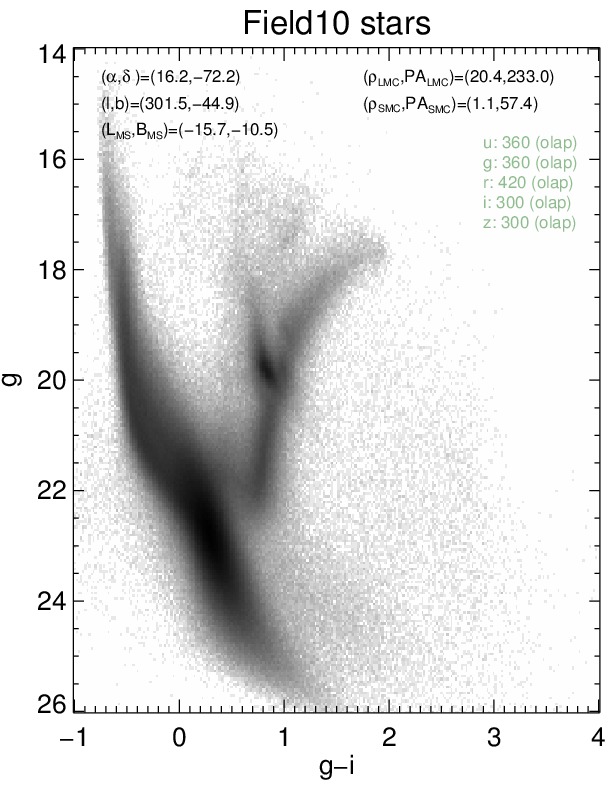 Field10 stars
(α,δ )=(16.2,−72.2)
(l,b)=(301.5,−44.9)
(LMS,BMS)=(−15.7,−10.5)
(ρLMC,PALMC)=(20.4,233.0)
(ρSMC,PASMC)=(1.1,57.4)
u: 360 (olap)
g: 360 (olap)
r: 420 (olap)
i: 300 (olap)
z: 300 (olap)
14
16
18
20
22
24
26
g
−1 0 1 2 3 4
g−i